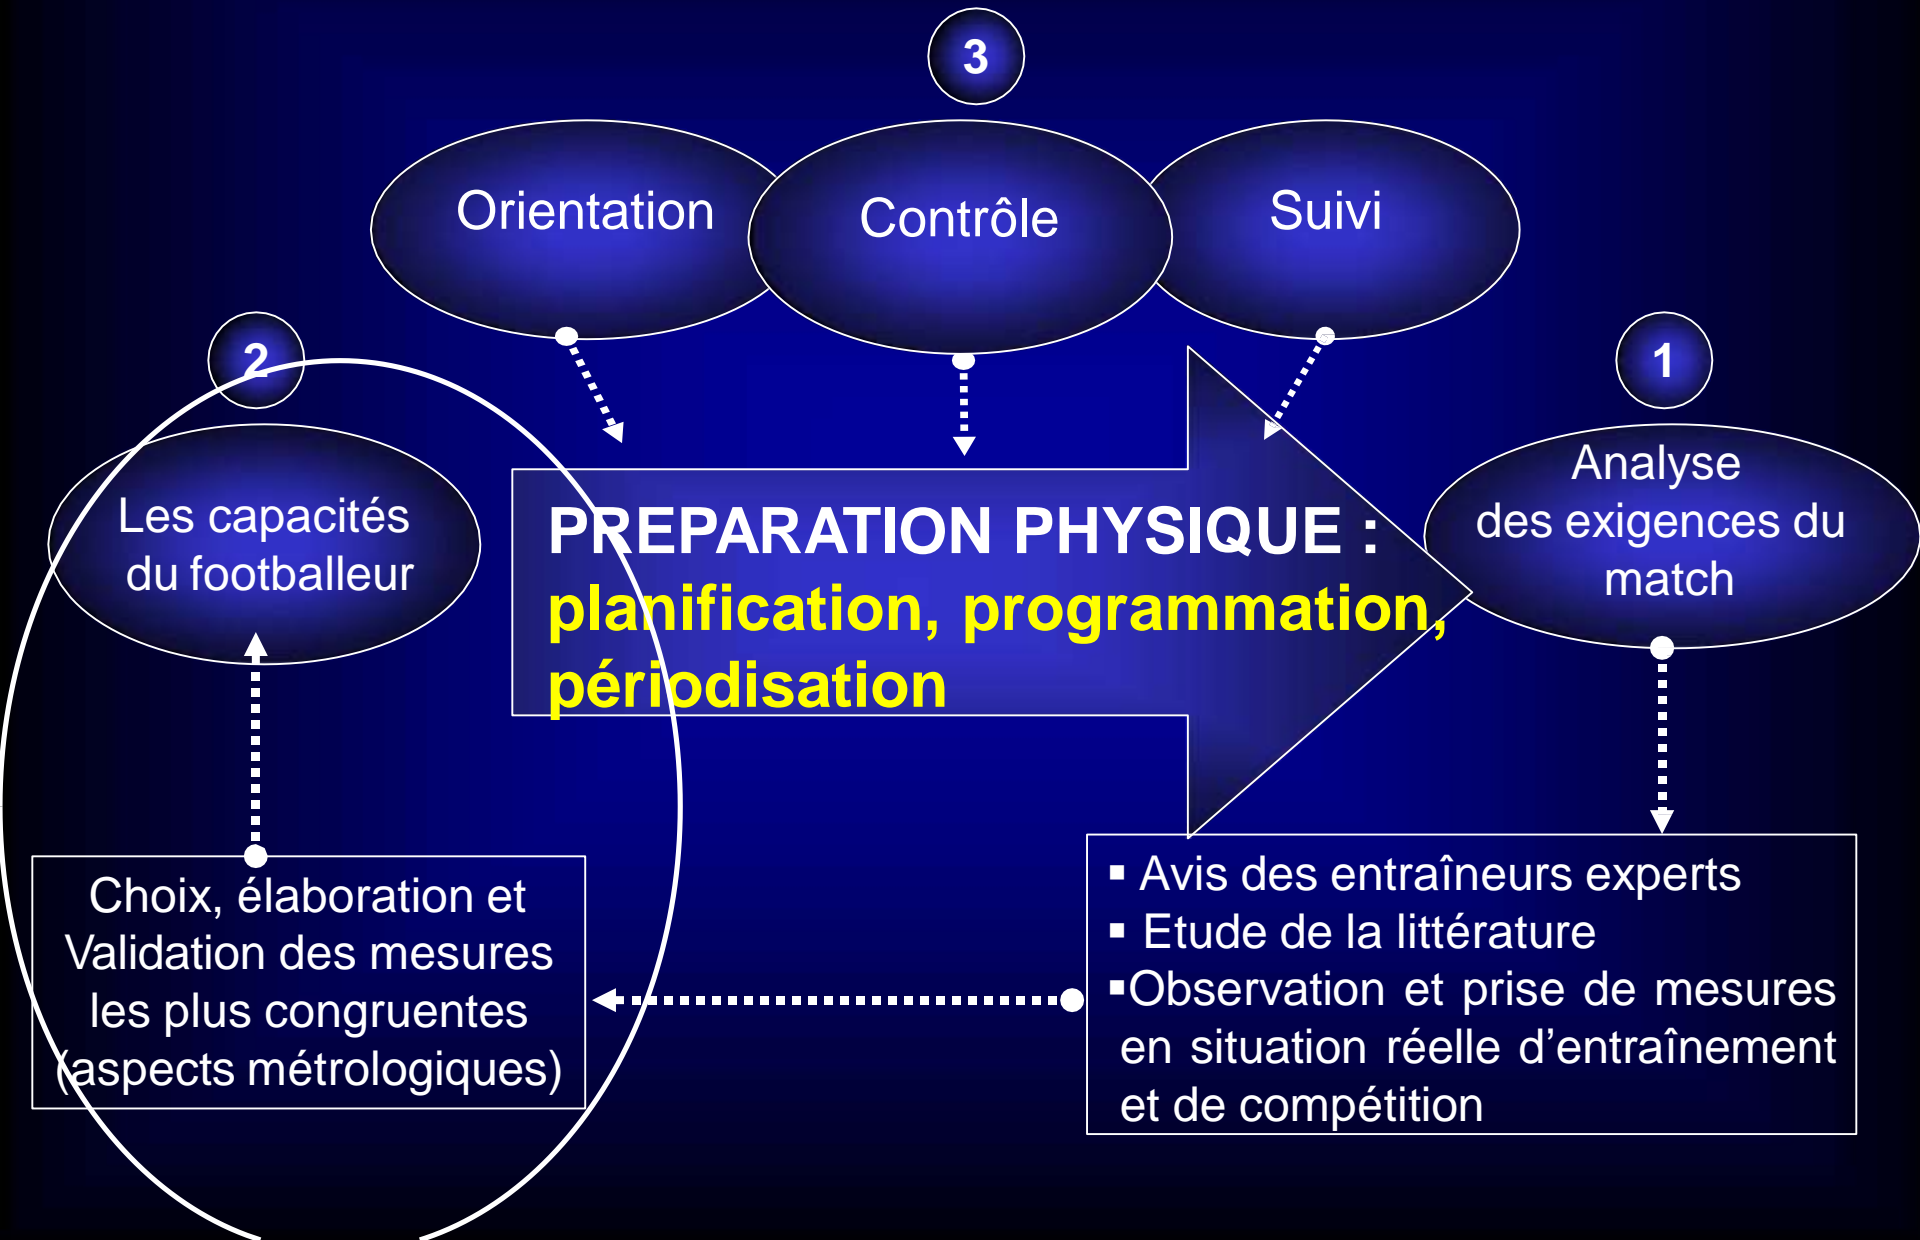 3
Orientation
Contrôle
Suivi
2
1
Les capacités
du footballeur
PREPARATION PHYSIQUE :
planification, programmation,
périodisation
Analyse
des exigences du
match
Choix, élaboration et
Validation des mesures
les plus congruentes
(aspects métrologiques)
▪ Avis des entraîneurs experts
▪ Etude de la littérature
▪Observation et prise de mesures
en situation réelle d’entraînement
et de compétition